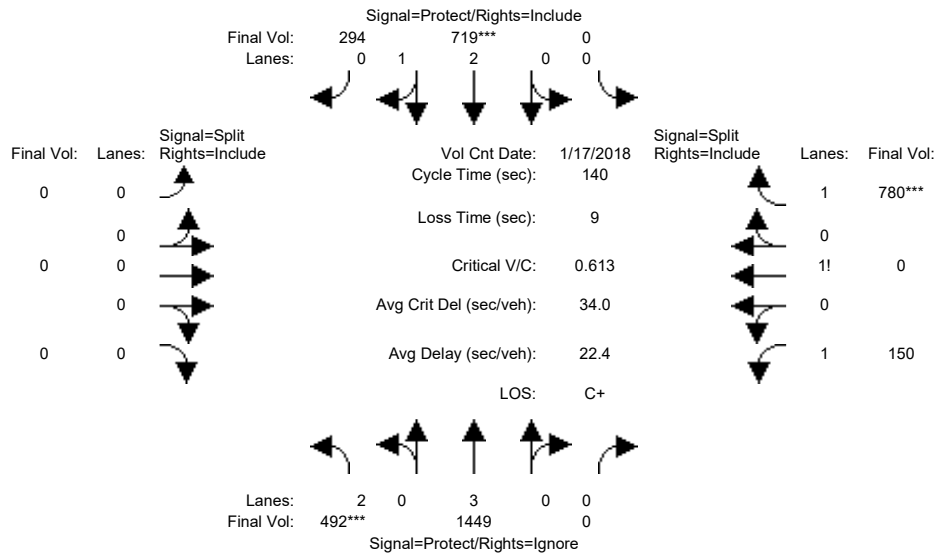 Signal=Protect/Rights=Include
Final Vol: 294 719*** 0
Lanes: 0 1 2 0 0
Signal=Split
Final Vol: Lanes: Rights=Include
Vol Cnt Date: 1/17/2018
Signal=Split
Rights=Include Lanes: Final Vol:
Cycle Time (sec): 140
0 0
1 780***
Loss Time (sec): 9
0
0
0 0
Critical V/C: 0.613
1! 0
0
Avg Crit Del (sec/veh): 34.0
0
0 0
Avg Delay (sec/veh): 22.4
1 150
LOS: C+
Lanes: 2 0 3 0 0
Final Vol: 492*** 1449 0
Signal=Protect/Rights=Ignore